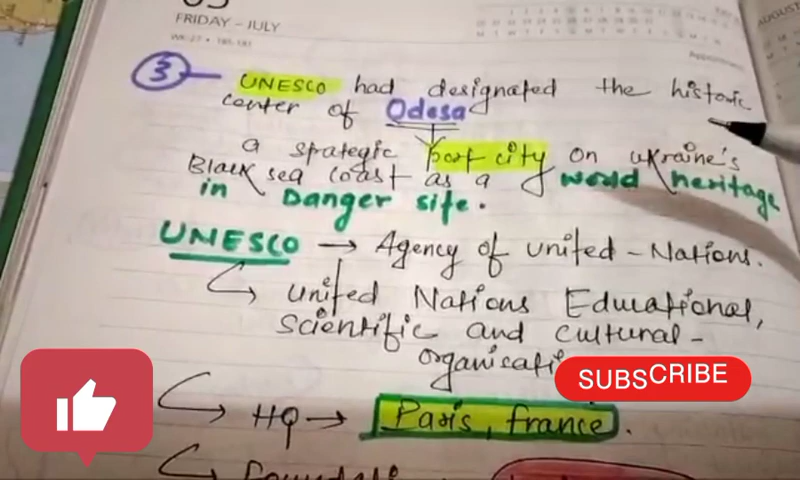 FRIDAY - JULY
3
UNESCO had designated the historic
center of Odesa
a strategic port city on ukraine's
Black sea coast as a world heritage
in Danger site.
UNESCO → Agency of united - Nations.
united Nations Educational,
Scientific and cultural -
SUBSCRIBE
HQ → Paris, france.
AUGUST